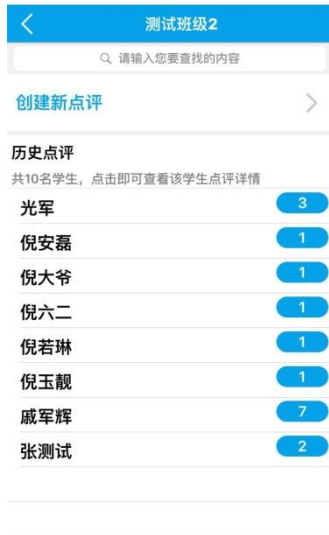 测试班级2
请输入您要查找的内容
创建新点评
历史点评
共10名学生，点击即可查看该学生点评详情
光军 3
倪安磊 1
倪大爷 1
倪六二 1
倪若琳 1
倪玉靓 1
戚军辉 7
张测试 2